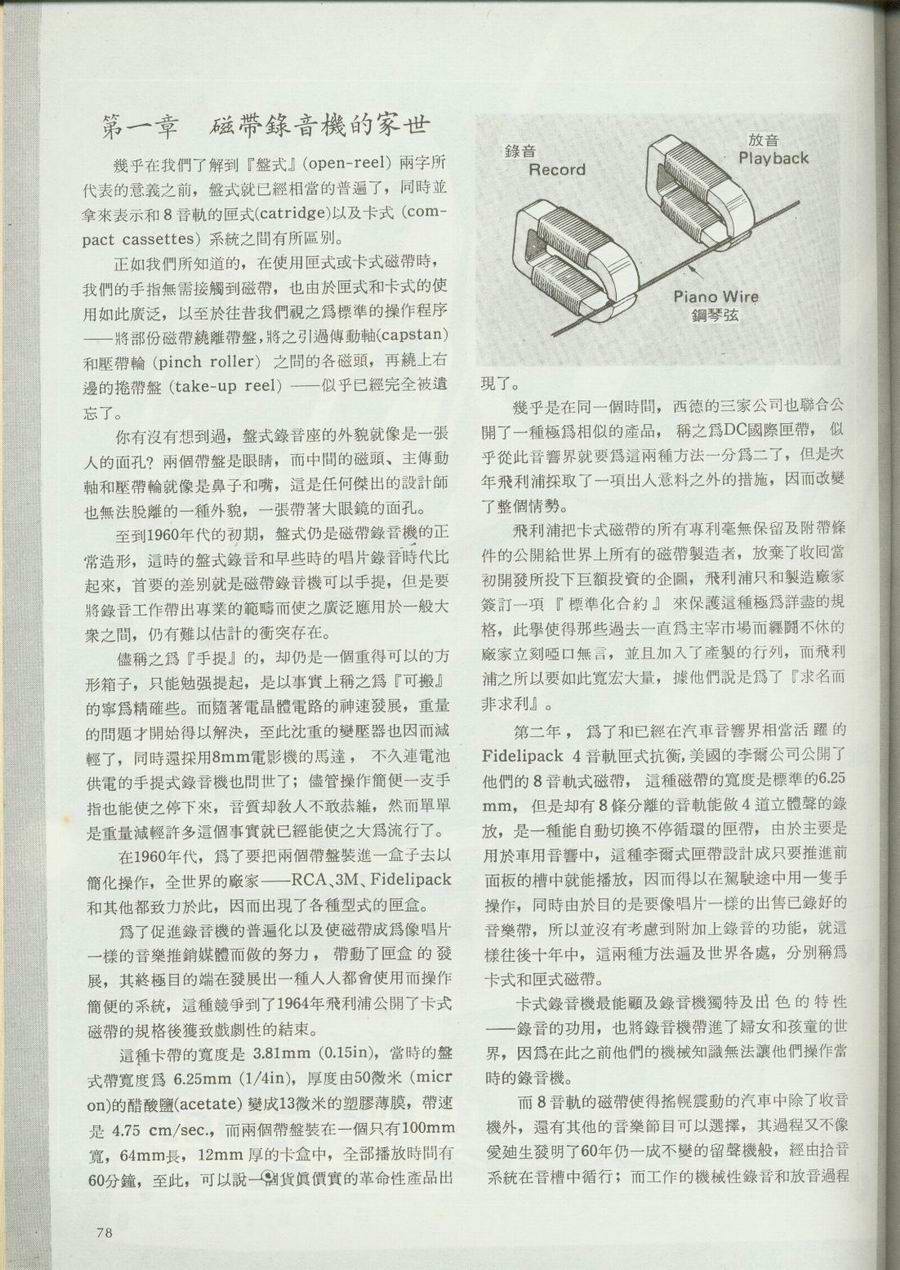 第一章　磁帶錄音機的家世
幾乎在我們了解到『盤式』(open-reel) 兩字所
代表的意義之前，盤式就已經相當的普遍了，同時並
拿來表示和 8 音軌的匣式(catridge)以及卡式 (com-
pact cassettes) 系統之間有所區別。
正如我們所知道的，在使用匣式或卡式磁帶時，
我們的手指無需接觸到磁帶，也由於匣式和卡式的使
用如此廣泛，以至於往昔我們視之爲標準的操作程序
——將部份磁帶繞離帶盤，將之引過傳動軸(capstan)
和壓帶輪 (pinch roller) 之間的各磁頭，再繞上右
邊的捲帶盤 (take-up reel) ——似乎已經完全被遺
忘了。
你有沒有想到過，盤式錄音座的外貌就像是一張
人的面孔？兩個帶盤是眼睛，而中間的磁頭、主傳動
軸和壓帶輪就像是鼻子和嘴，這是任何傑出的設計師
也無法脫離的一種外貌，一張帶著大眼鏡的面孔。
至到1960年代的初期，盤式仍是磁帶錄音機的正
常造形，這時的盤式錄音和早些時的唱片錄音時代比
起來，首要的差別就是磁帶錄音機可以手提，但是要
將錄音工作帶出專業的範疇而使之廣泛應用於一般大
衆之間，仍有難以估計的衝突存在。
儘稱之爲『手提』的，却仍是一個重得可以的方
形箱子，只能勉强提起，是以事實上稱之爲『可搬』
的寧爲精確些。而隨著電晶體電路的神速發展，重量
的問題才開始得以解決，至此沈重的變壓器也因而減
輕了，同時還採用8mm電影機的馬達，不久連電池
供電的手提式錄音機也問世了；儘管操作簡便一支手
指也能使之停下來，音質却敎人不敢恭維，然而單單
是重量減輕許多這個事實就已經能使之大爲流行了。
在1960年代，爲了要把兩個帶盤裝進一盒子去以
簡化操作，全世界的廠家——RCA、3M、Fidelipack
和其他都致力於此，因而出現了各種型式的匣盒。
爲了促進錄音機的普遍化以及使磁帶成爲像唱片
一樣的音樂推銷媒體而做的努力，帶動了匣盒的發
展，其終極目的端在發展出一種人人都會使用而操作
簡便的系統，這種競爭到了1964年飛利浦公開了卡式
磁帶的規格後獲致戲劇性的結束。
這種卡帶的寬度是 3.81mm (0.15in)，當時的盤
式帶寬度爲 6.25mm (1/4in)，厚度由50微米 (micr
on)的醋酸鹽(acetate) 變成13微米的塑膠薄膜，帶速
是 4.75 cm/sec.，而兩個帶盤裝在一個只有100mm
寬，64mm長，12mm 厚的卡盒中，全部播放時間有
60分鐘，至此，可以說一個貨眞價實的革命性產品出
錄音
Record
放音
Playback
Piano Wire
鋼琴弦
現了。
幾乎是在同一個時間，西德的三家公司也聯合公
開了一種極爲相似的產品，稱之爲DC國際匣帶，似
乎從此音響界就要爲這兩種方法一分爲二了，但是次
年飛利浦採取了一項出人意料之外的措施，因而改變
了整個情勢。
飛利浦把卡式磁帶的所有專利毫無保留及附帶條
件的公開給世界上所有的磁帶製造者，放棄了收回當
初開發所投下巨額投資的企圖，飛利浦只和製造廠家
簽訂一項『標準化合約』來保護這種極爲詳盡的規
格，此舉使得那些過去一直爲主宰市場而纏鬪不休的
廠家立刻啞口無言，並且加入了產製的行列，而飛利
浦之所以要如此寬宏大量，據他們說是爲了『求名而
非求利』。
第二年，爲了和已經在汽車音響界相當活躍的
Fidelipack 4 音軌匣式抗衡，美國的李爾公司公開了
他們的 8 音軌式磁帶，這種磁帶的寬度是標準的6.25
mm，但是却有 8 條分離的音軌能做 4 道立體聲的錄
放，是一種能自動切換不停循環的匣帶，由於主要是
用於車用音響中，這種李爾式匣帶設計成只要推進前
面板的槽中就能播放，因而得以在駕駛途中用一隻手
操作，同時由於目的是要像唱片一樣的出售已錄好的
音樂帶，所以並沒有考慮到附加上錄音的功能，就這
樣往後十年中，這兩種方法遍及世界各處，分別稱爲
卡式和匣式磁帶。
卡式錄音機最能顧及錄音機獨特及出色的特性
——錄音的功用，也將錄音機帶進了婦女和孩童的世
界，因爲在此之前他們的機械知識無法讓他們操作當
時的錄音機。
而 8 音軌的磁帶使得搖幌震動的汽車中除了收音
機外，還有其他的音樂節目可以選擇，其過程又不像
愛廸生發明了60年仍一成不變的留聲機般，經由拾音
系統在音槽中循行；而工作的機械性錄音和放音過程
78